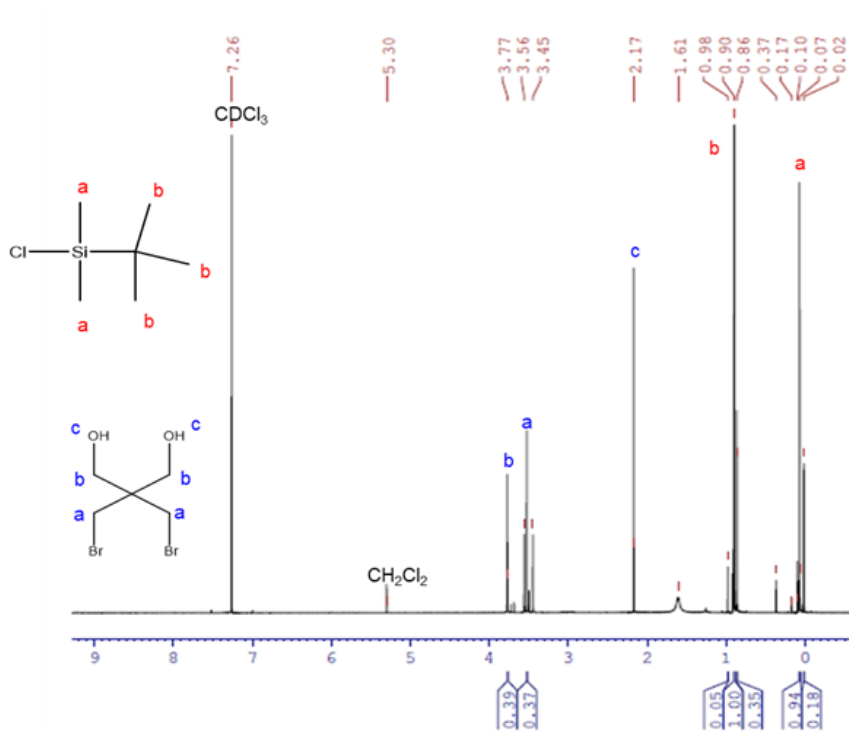 7.26
5.30
3.77
3.56
3.45
2.17
1.61
0.98
0.90
0.86
0.37
0.17
0.10
0.07
0.02
CDCl3
b
a
a
b
Cl Si
b
a
b
c
c OH OH c
b b
a a
Br Br
b
a
CH2Cl2
9 8 7 6 5 4 3 2 1 0
0.39
0.37
0.05
1.00
0.35
0.94
0.18